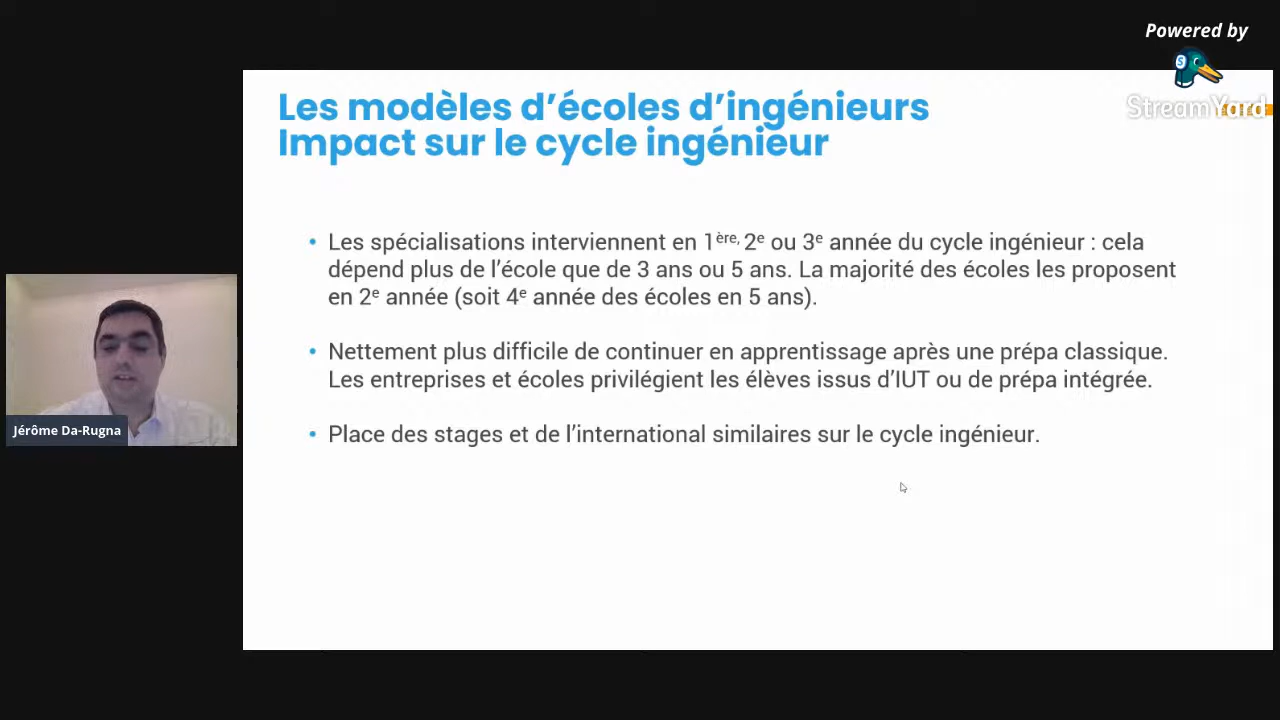 Powered by
StreamYard
Les modèles d’écoles d’ingénieurs
Impact sur le cycle ingénieur
• Les spécialisations interviennent en 1ère, 2e ou 3e année du cycle ingénieur : cela
dépend plus de l’école que de 3 ans ou 5 ans. La majorité des écoles les proposent
en 2e année (soit 4e année des écoles en 5 ans).
• Nettement plus difficile de continuer en apprentissage après une prépa classique.
Les entreprises et écoles privilégient les élèves issus d’IUT ou de prépa intégrée.
• Place des stages et de l’international similaires sur le cycle ingénieur.
Jérôme Da-Rugna